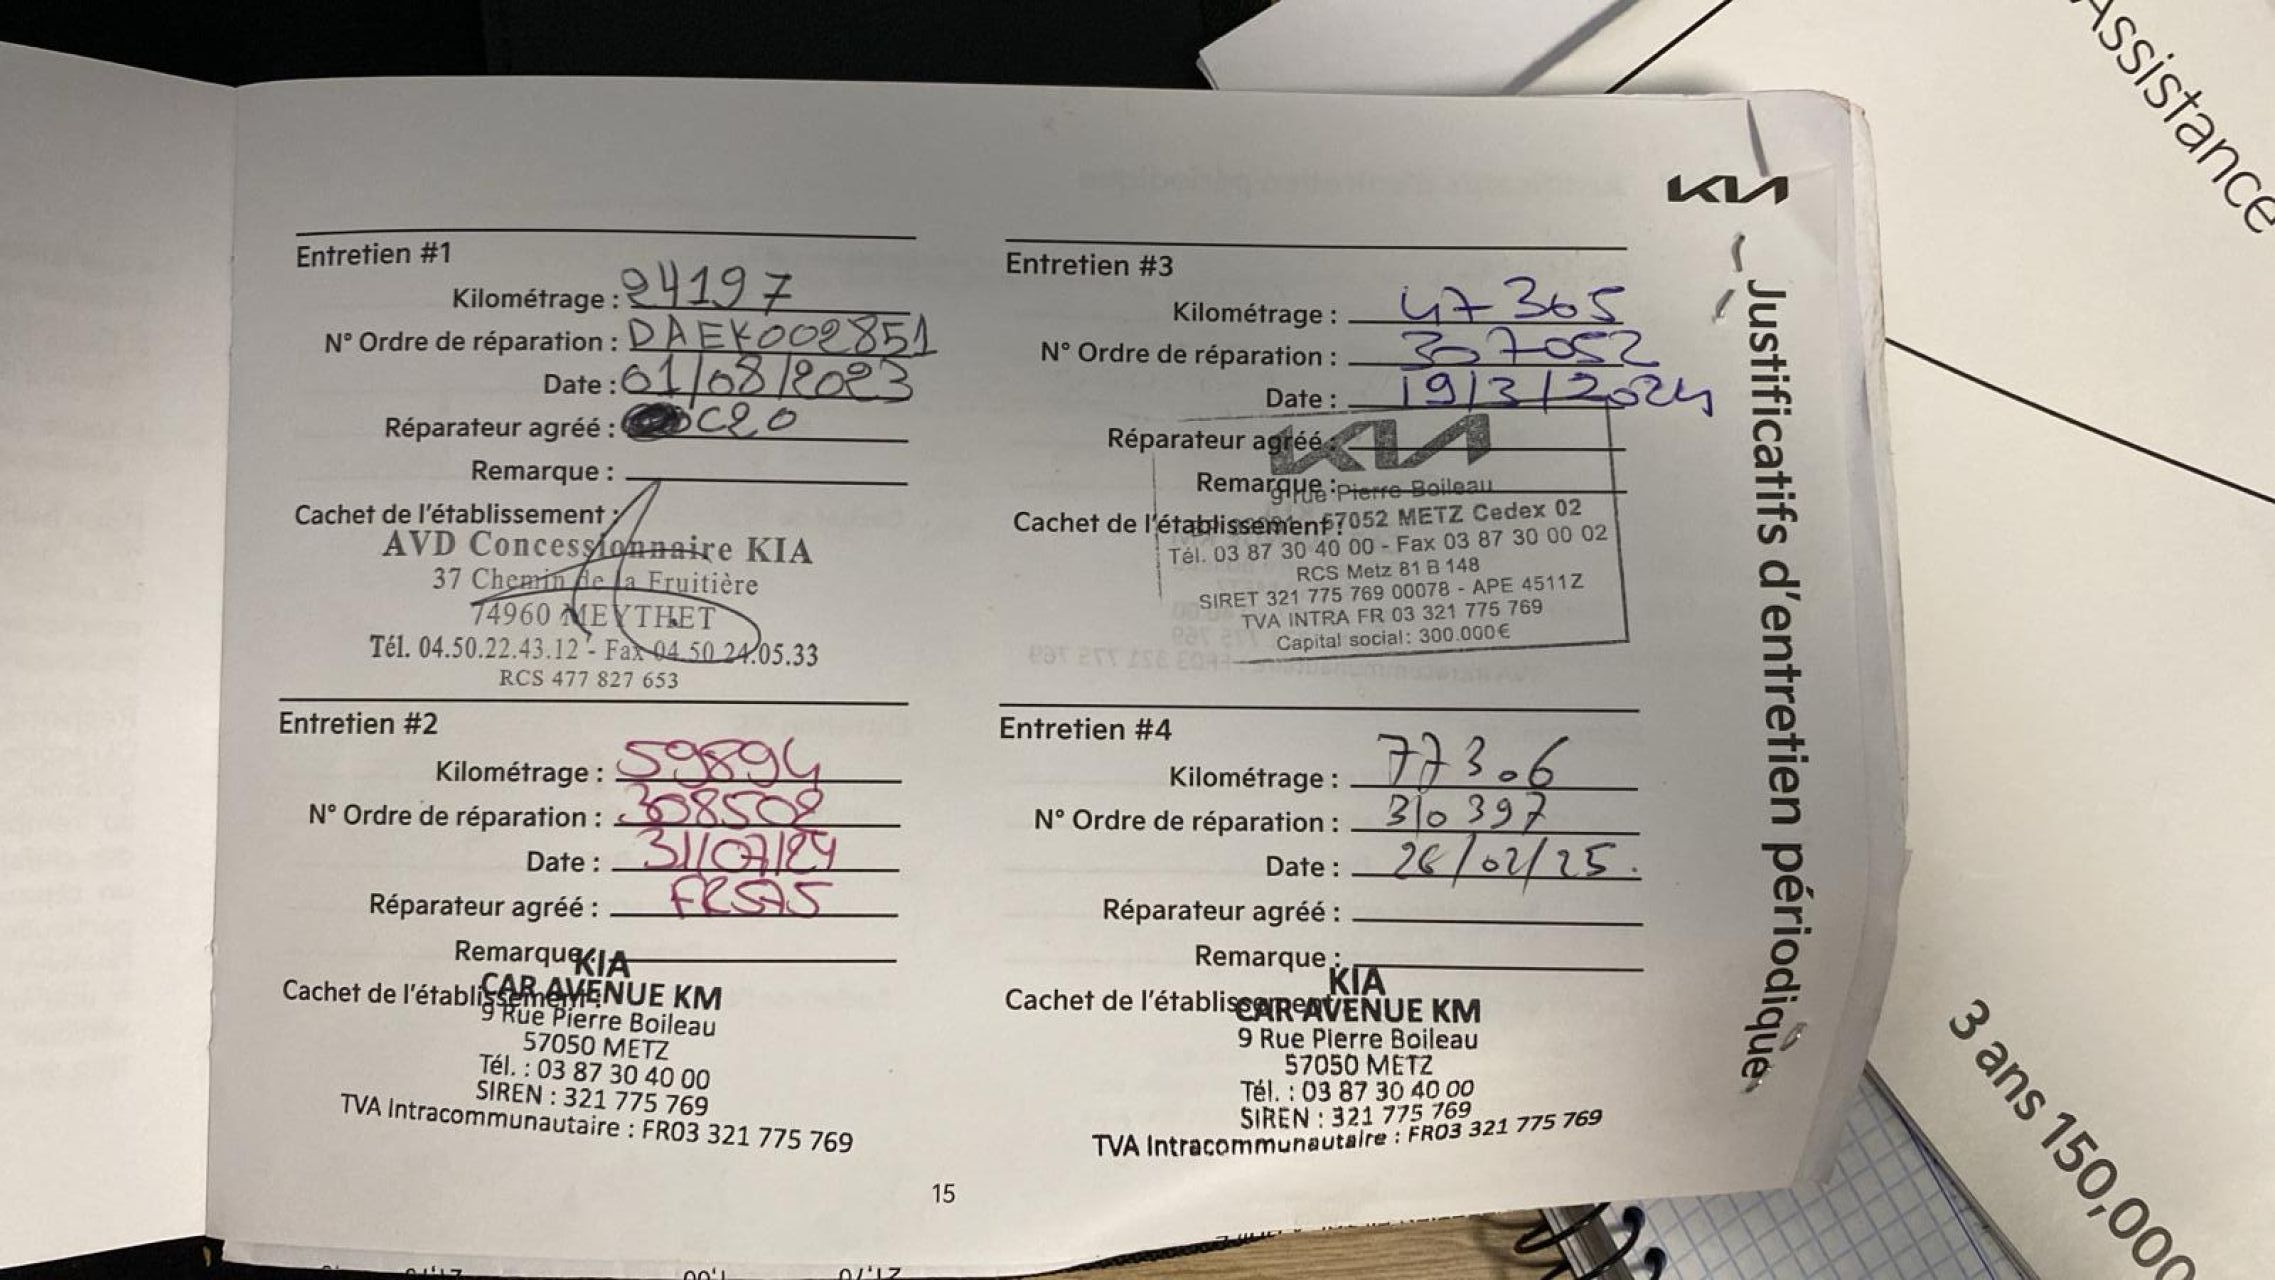 Entretien #1
Kilométrage : 24197
N° Ordre de réparation : DAEK002851
Date : 01/08/2023
Réparateur agréé : C20
Remarque :
Cachet de l'établissement :
AVD Concessionnaire KIA
37 Chemin de la Fruitière
74960 MEYTHET
Tél. 04.50.22.43.12 - Fax 04.50.24.05.33
RCS 477 827 653
Entretien #2
Kilométrage : 59894
N° Ordre de réparation : 308502
Date : 31/07/24
Réparateur agréé : FRS75
Remarque :
Cachet de l'établissement :
KIA
CAR AVENUE KM
9 Rue Pierre Boileau
57050 METZ
Tél. : 03 87 30 40 00
SIREN : 321 775 769
TVA Intracommunautaire : FR03 321 775 769
Entretien #3
Kilométrage : 47365
N° Ordre de réparation : 307052
Date : 19/3/2024
Réparateur agréé :
Remarque :
Cachet de l'établissement :
KIA
9 rue Pierre Boileau
57052 METZ Cedex 02
Tél. 03 87 30 40 00 - Fax 03 87 30 00 02
RCS Metz 81 B 148
SIRET 321 775 769 00078 - APE 4511Z
TVA INTRA FR 03 321 775 769
Capital social: 300.000€
Entretien #4
Kilométrage : 77306
N° Ordre de réparation : 310397
Date : 26/02/25.
Réparateur agréé :
Remarque :
Cachet de l'établissement :
KIA
CAR AVENUE KM
9 Rue Pierre Boileau
57050 METZ
Tél. : 03 87 30 40 00
SIREN : 321 775 769
TVA Intracommunautaire : FR03 321 775 769
15
KIA
Justificatifs d'entretien périodique
Assistance
3 ans 150,000